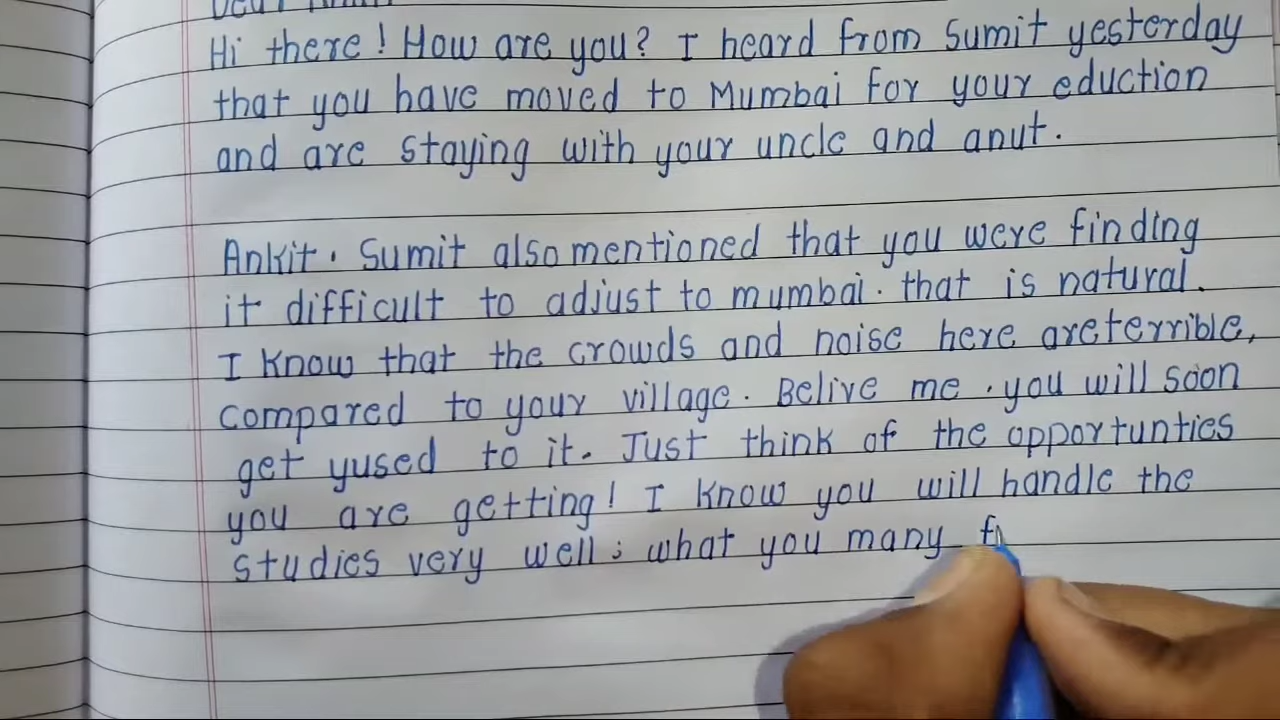 Hi there! How are you? I heard from Sumit yesterday
that you have moved to Mumbai for your eduction
and are staying with your uncle and anut.
Ankit. Sumit also mentioned that you were finding
it difficult to adjust to mumbai. that is natural.
I know that the crowds and noise here are terrible,
compared to your village. Belive me. you will soon
get yused to it. Just think of the opportunties
you are getting! I know you will handle the
studies very well; what you many